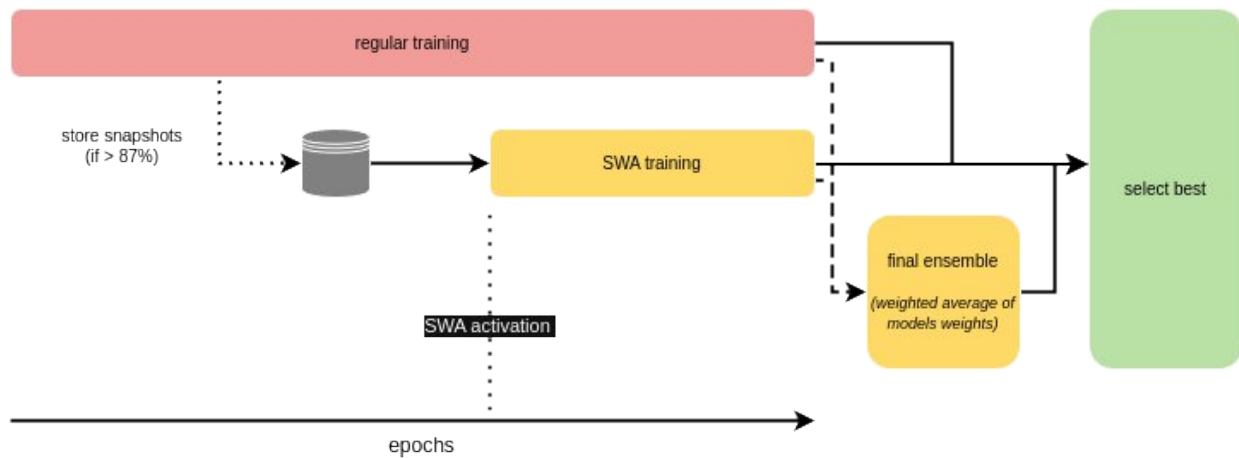 regular training
store snapshots
(if > 87%)
SWA training
select best
final ensemble
(weighted average of
models weights)
SWA activation
epochs